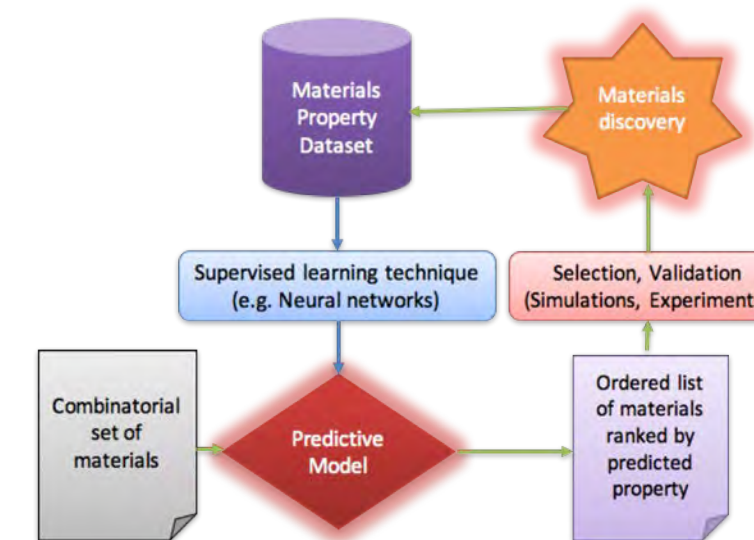 Materials
Property
Dataset
Materials
discovery
Supervised learning technique
(e.g. Neural networks)
Selection, Validation
(Simulations, Experiment
Combinatorial
set of
materials
Predictive
Model
Ordered list
of materials
ranked by
predicted
property